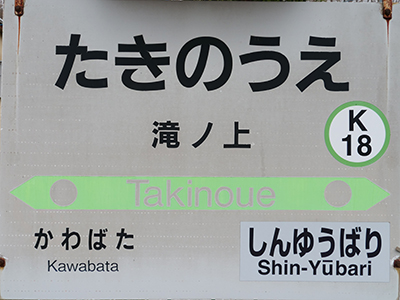 たきのうえ
滝ノ上
K
18
Takinoue
かわばた
Kawabata
しんゆうばり
Shin-Yūbari